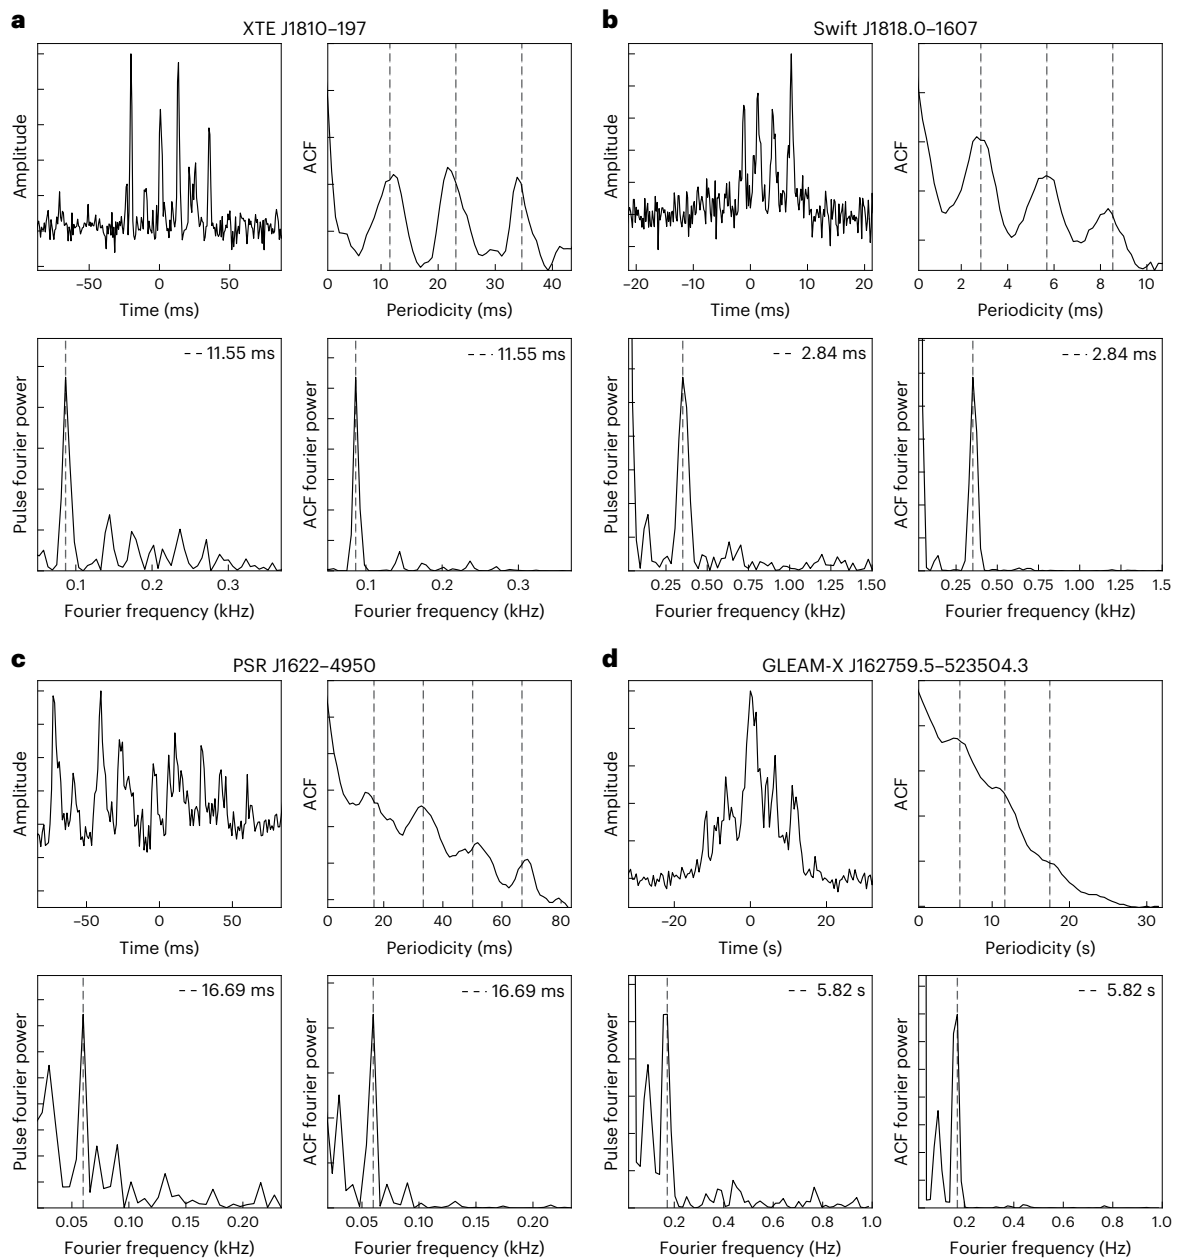 a
XTE J1810–197
Amplitude
−50 0 50
Time (ms)
ACF
0 10 20 30 40
Periodicity (ms)
Pulse fourier power
11.55 ms
0.1 0.2 0.3
Fourier frequency (kHz)
ACF fourier power
11.55 ms
0.1 0.2 0.3
Fourier frequency (kHz)
b
Swift J1818.0–1607
Amplitude
−20 −10 0 10 20
Time (ms)
ACF
0 2 4 6 8 10
Periodicity (ms)
Pulse fourier power
2.84 ms
0.25 0.50 0.75 1.00 1.25 1.50
Fourier frequency (kHz)
ACF fourier power
2.84 ms
0.25 0.50 0.75 1.00 1.25 1.5
Fourier frequency (kHz)
c
PSR J1622–4950
Amplitude
−50 0 50
Time (ms)
ACF
0 20 40 60 80
Periodicity (ms)
Pulse fourier power
16.69 ms
0.05 0.10 0.15 0.20
Fourier frequency (kHz)
ACF fourier power
16.69 ms
0.05 0.10 0.15 0.20
Fourier frequency (kHz)
d
GLEAM-X J162759.5–523504.3
Amplitude
−20 0 20
Time (s)
ACF
0 10 20 30
Periodicity (s)
Pulse fourier power
5.82 s
0.2 0.4 0.6 0.8 1.0
Fourier frequency (Hz)
ACF fourier power
5.82 s
0.2 0.4 0.6 0.8 1.0
Fourier frequency (Hz)